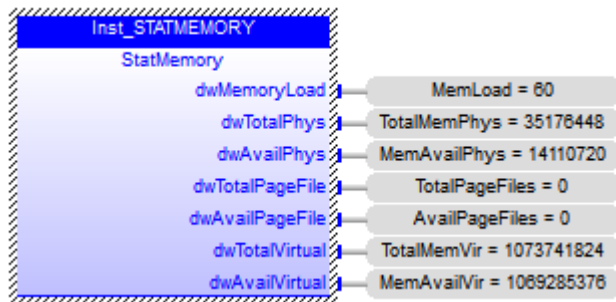 Inst_STATMEMORY
StatMemory
dwMemoryLoad MemLoad = 60
dwTotalPhys TotalMemPhys = 35176448
dwAvailPhys MemAvailPhys = 14110720
dwTotalPageFile TotalPageFiles = 0
dwAvailPageFile AvailPageFiles = 0
dwTotalVirtual TotalMemVir = 1073741824
dwAvailVirtual MemAvailVir = 1069285376